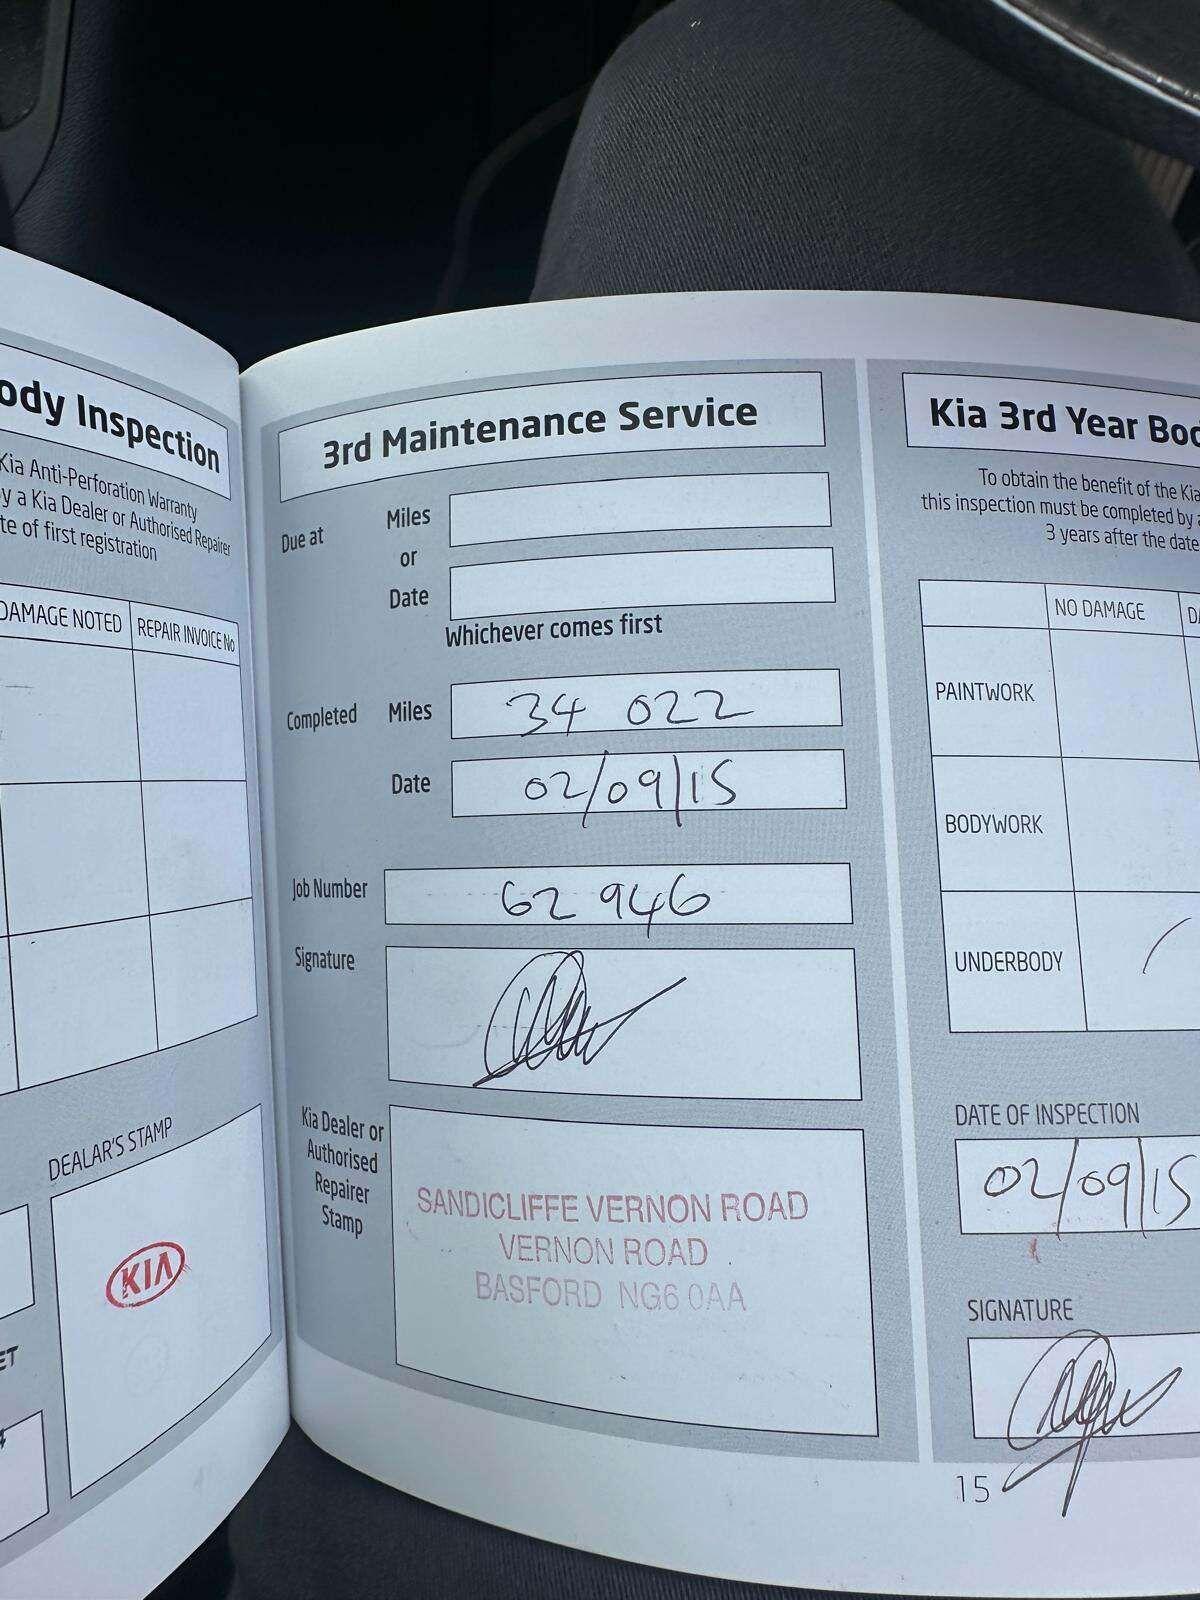 ody Inspection
Kia Anti-Perforation Warranty
y a Kia Dealer or Authorised Repairer
te of first registration
DAMAGE NOTED
REPAIR INVOICE No
DEALAR'S STAMP
KIA
ET
3rd Maintenance Service
Due at
Miles
or
Date
Whichever comes first
Completed
Miles
34 022
Date
02/09/15
Job Number
62 946
Signature
Kia Dealer or
Authorised
Repairer
Stamp
SANDICLIFFE VERNON ROAD
VERNON ROAD
BASFORD NG6 0AA
Kia 3rd Year Bod
To obtain the benefit of the Kia
this inspection must be completed by a
3 years after the date
NO DAMAGE
DA
PAINTWORK
BODYWORK
UNDERBODY
DATE OF INSPECTION
02/09/15
SIGNATURE
15